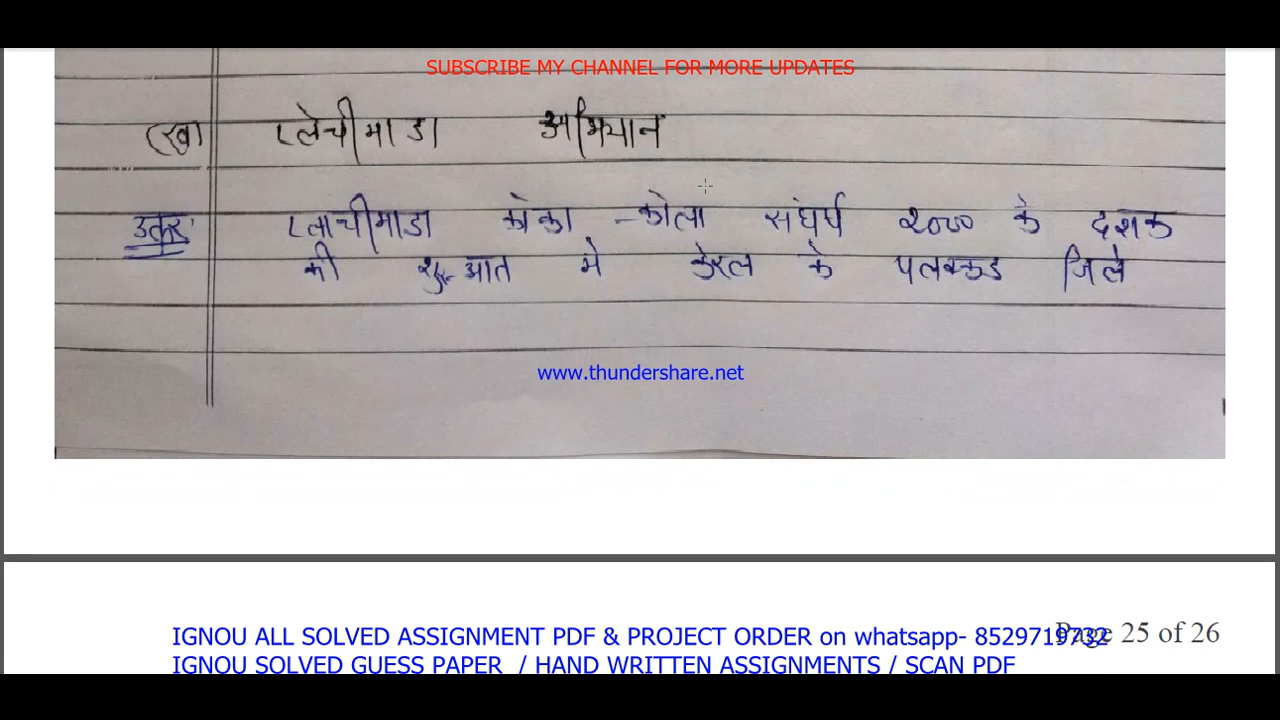 SUBSCRIBE MY CHANNEL FOR MORE UPDATES
(ख) प्लेचीमाडा अभियान
उत्तर प्लाचीमाडा कोका - कोला संघर्ष २००० के दशक
की शुरुआत मे केरल के पलक्कड जिले
www.thundershare.net
IGNOU ALL SOLVED ASSIGNMENT PDF & PROJECT ORDER on whatsapp- 8529719732
Page 25 of 26
IGNOU SOLVED GUESS PAPER / HAND WRITTEN ASSIGNMENTS / SCAN PDF